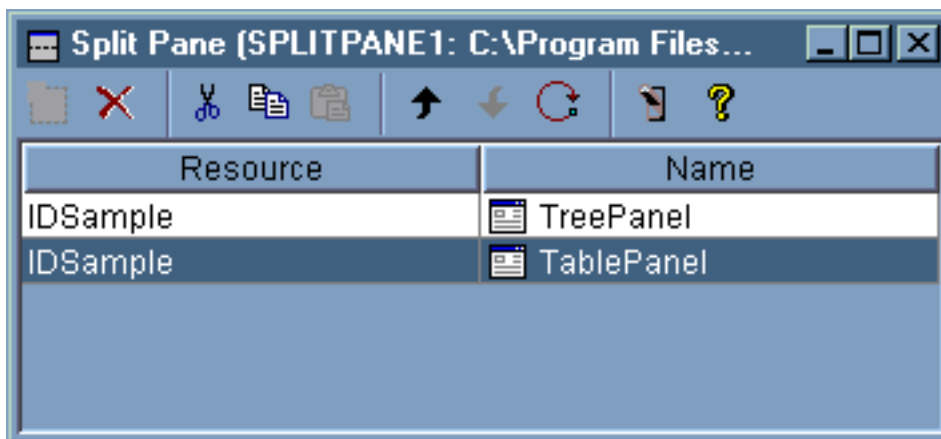 Split Pane (SPLITPANE1: C:\Program Files...
Resource Name
IDSample TreePanel
IDSample TablePanel